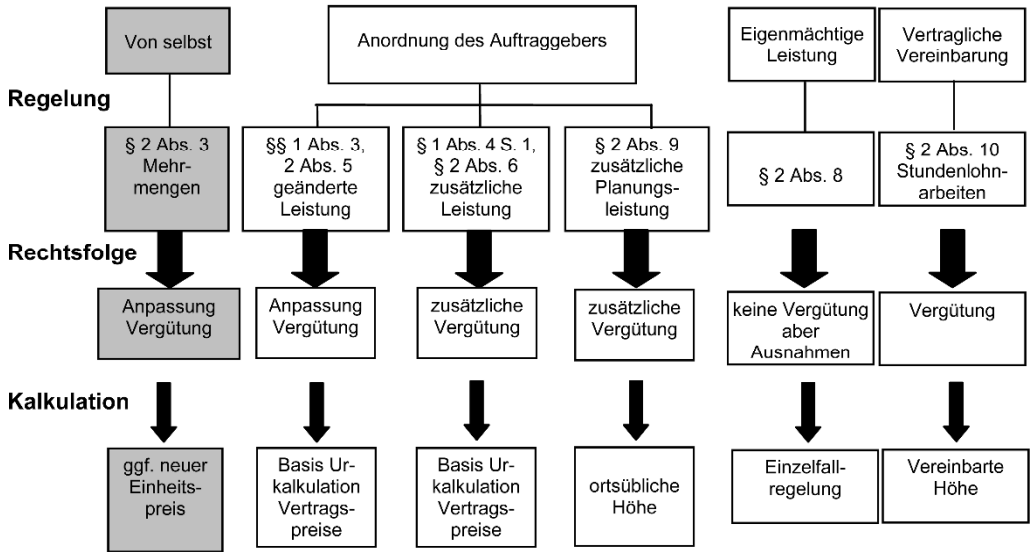 Von selbst
Anordnung des Auftraggebers
Eigenmächtige
Leistung
Vertragliche
Vereinbarung
Regelung
§ 2 Abs. 3
Mehr-
mengen
§§ 1 Abs. 3,
2 Abs. 5
geänderte
Leistung
§ 1 Abs. 4 S. 1,
§ 2 Abs. 6
zusätzliche
Leistung
§ 2 Abs. 9
zusätzliche
Planungs-
leistung
§ 2 Abs. 8
§ 2 Abs. 10
Stundenlohn-
arbeiten
Rechtsfolge
Anpassung
Vergütung
Anpassung
Vergütung
zusätzliche
Vergütung
zusätzliche
Vergütung
keine Vergütung
aber
Ausnahmen
Vergütung
Kalkulation
ggf. neuer
Einheits-
preis
Basis Ur-
kalkulation
Vertrags-
preise
Basis Ur-
kalkulation
Vertrags-
preise
ortsübliche
Höhe
Einzelfall-
regelung
Vereinbarte
Höhe